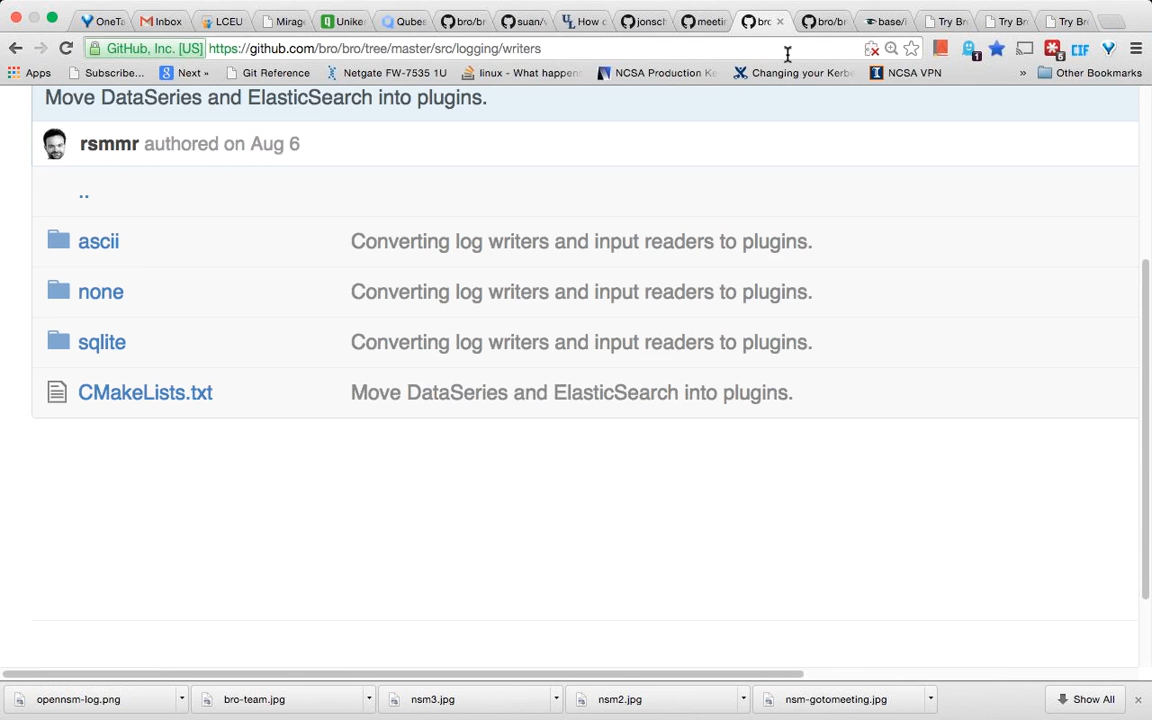 OneTa
Inbox
LCEU
Mirage
Unike
Qubes
bro/br
suan/v
How c
jonsch
meetir
bro
bro/br
base/i
Try Br
Try Br
Try Br
GitHub, Inc. [US] https://github.com/bro/bro/tree/master/src/logging/writers
Apps Subscribe... Next » Git Reference Netgate FW-7535 1U linux - What happen NCSA Production Ke Changing your Kerb NCSA VPN » Other Bookmarks
Move DataSeries and ElasticSearch into plugins.
rsmmr authored on Aug 6
..
ascii Converting log writers and input readers to plugins.
none Converting log writers and input readers to plugins.
sqlite Converting log writers and input readers to plugins.
CMakeLists.txt Move DataSeries and ElasticSearch into plugins.
opennsm-log.png bro-team.jpg nsm3.jpg nsm2.jpg nsm-gotomeeting.jpg Show All